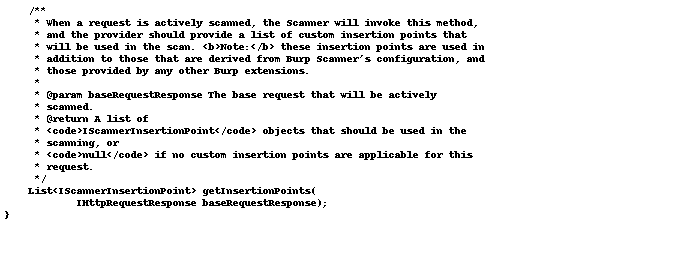 /**
* When a request is actively scanned, the Scanner will invoke this method,
* and the provider should provide a list of custom insertion points that
* will be used in the scan. <b>Note:</b> these insertion points are used in
* addition to those that are derived from Burp Scanner's configuration, and
* those provided by any other Burp extensions.
*
* @param baseRequestResponse The base request that will be actively
* scanned.
* @return A list of
* <code>IScannerInsertionPoint</code> objects that should be used in the
* scanning, or
* <code>null</code> if no custom insertion points are applicable for this
* request.
*/
List<IScannerInsertionPoint> getInsertionPoints(
IHttpRequestResponse baseRequestResponse);
}